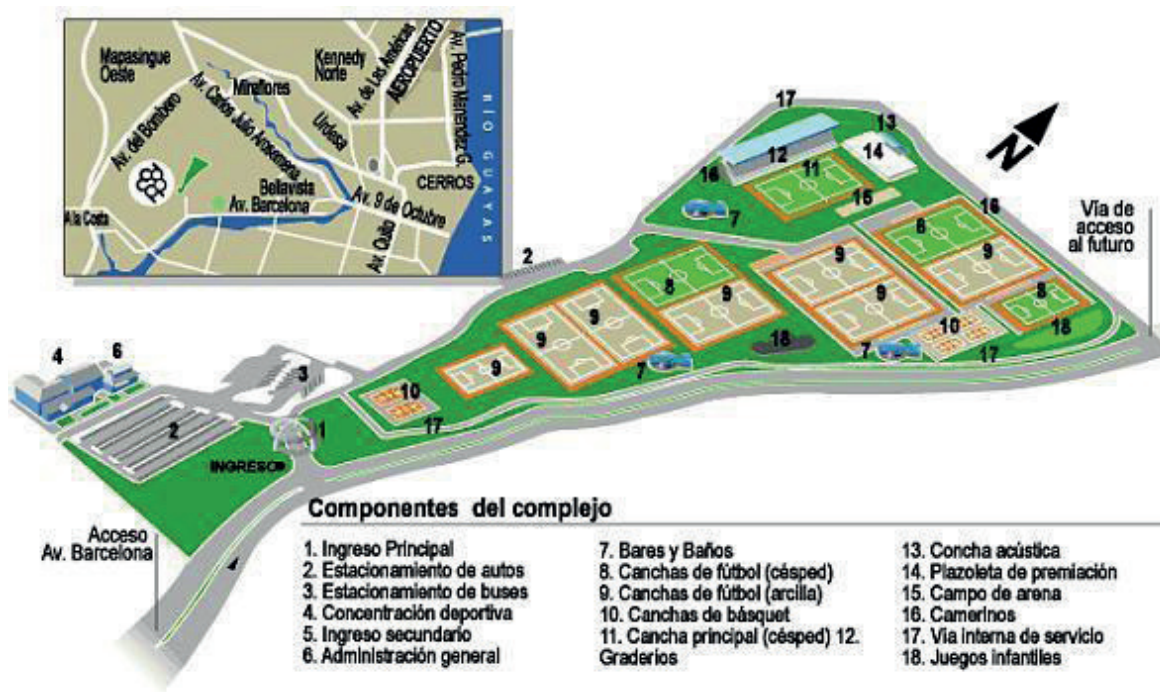 Mapasingue
Oeste
Kennedy
Norte
Av. de Las Américas
AEROPUERTO
Av. Pedro Menendez G.
RÍO GUAYAS
Miraflores
Urdesa
Av. del Bombero
Av. Carlos Julio Arosemena
Bellavista
Av. Barcelona
CERROS
Av. 9 de Octubre
Av. Quito
A la Costa
N
17
13
12
14
16
11
15
7
16
8
9
Vía de
acceso
al futuro
2
8
9
9
9
8
18
9
9
10
18
7
17
7
9
9
10
17
4
6
3
2
1
INGRESO
Acceso
Av. Barcelona
Componentes del complejo
1. Ingreso Principal
2. Estacionamiento de autos
3. Estacionamiento de buses
4. Concentración deportiva
5. Ingreso secundario
6. Administración general
7. Bares y Baños
8. Canchas de fútbol (césped)
9. Canchas de fútbol (arcilla)
10. Canchas de básquet
11. Cancha principal (césped) 12.
Graderios
13. Concha acústica
14. Plazoleta de premiación
15. Campo de arena
16. Camerinos
17. Via interna de servicio
18. Juegos infantiles